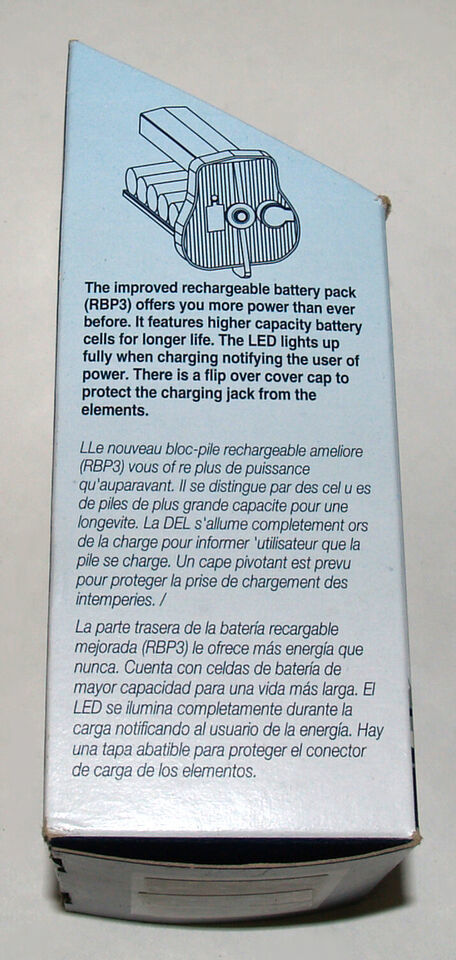 The improved rechargeable battery pack
(RBP3) offers you more power than ever
before. It features higher capacity battery
cells for longer life. The LED lights up
fully when charging notifying the user of
power. There is a flip over cover cap to
protect the charging jack from the
elements.
LLe nouveau bloc-pile rechargeable ameliore
(RBP3) vous of re plus de puissance
qu'auparavant. Il se distingue par des cel u es
de piles de plus grande capacite pour une
longevite. La DEL s'allume completement ors
de la charge pour informer 'utilisateur que la
pile se charge. Un cape pivotant est prevu
pour proteger la prise de chargement des
intemperies. /
La parte trasera de la batería recargable
mejorada (RBP3) le ofrece más energía que
nunca. Cuenta con celdas de batería de
mayor capacidad para una vida más larga. El
LED se ilumina completamente durante la
carga notificando al usuario de la energía. Hay
una tapa abatible para proteger el conector
de carga de los elementos.